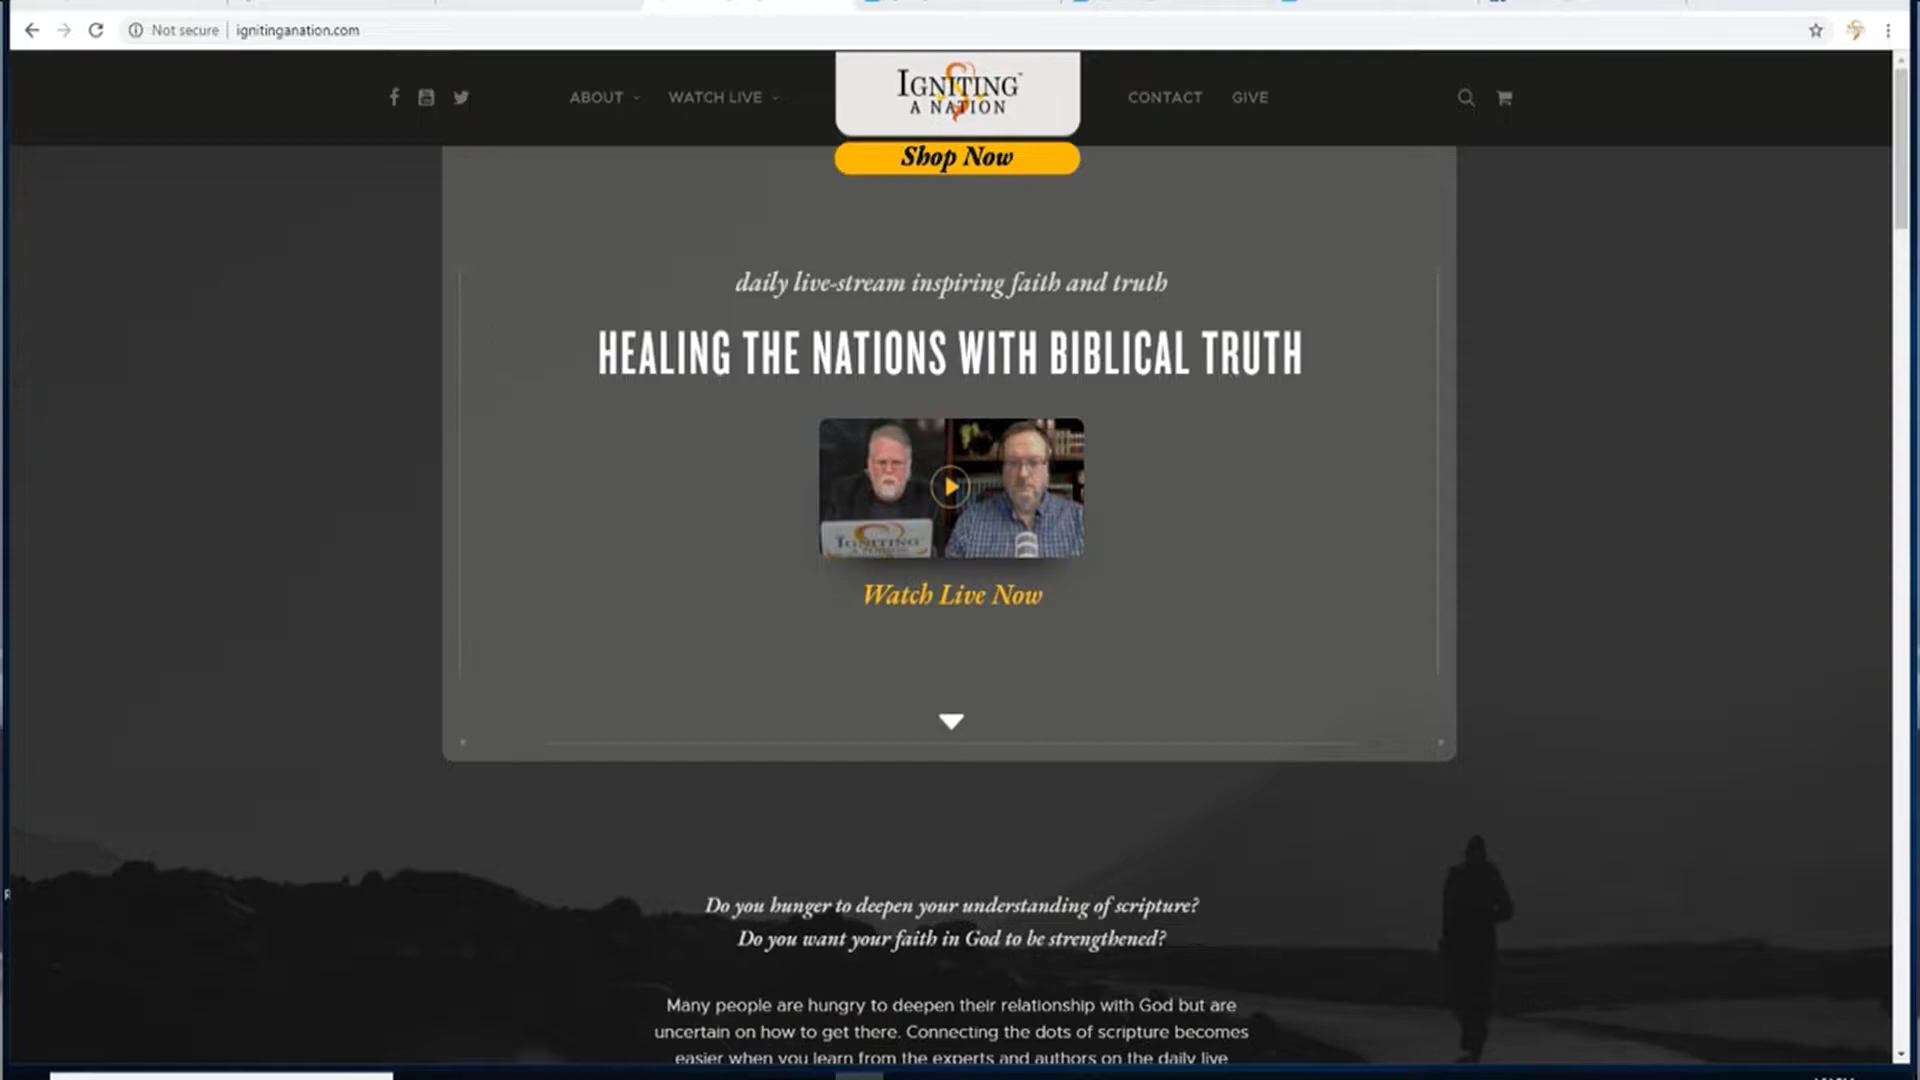 Not secure
ignitinganation.com
ABOUT
WATCH LIVE
IGNITING™
A NATION
CONTACT
GIVE
Shop Now
daily live-stream inspiring faith and truth
HEALING THE NATIONS WITH BIBLICAL TRUTH
IGNITING
Watch Live Now
Do you hunger to deepen your understanding of scripture?
Do you want your faith in God to be strengthened?
Many people are hungry to deepen their relationship with God but are
uncertain on how to get there. Connecting the dots of scripture becomes
easier when you learn from the experts and authors on the daily live